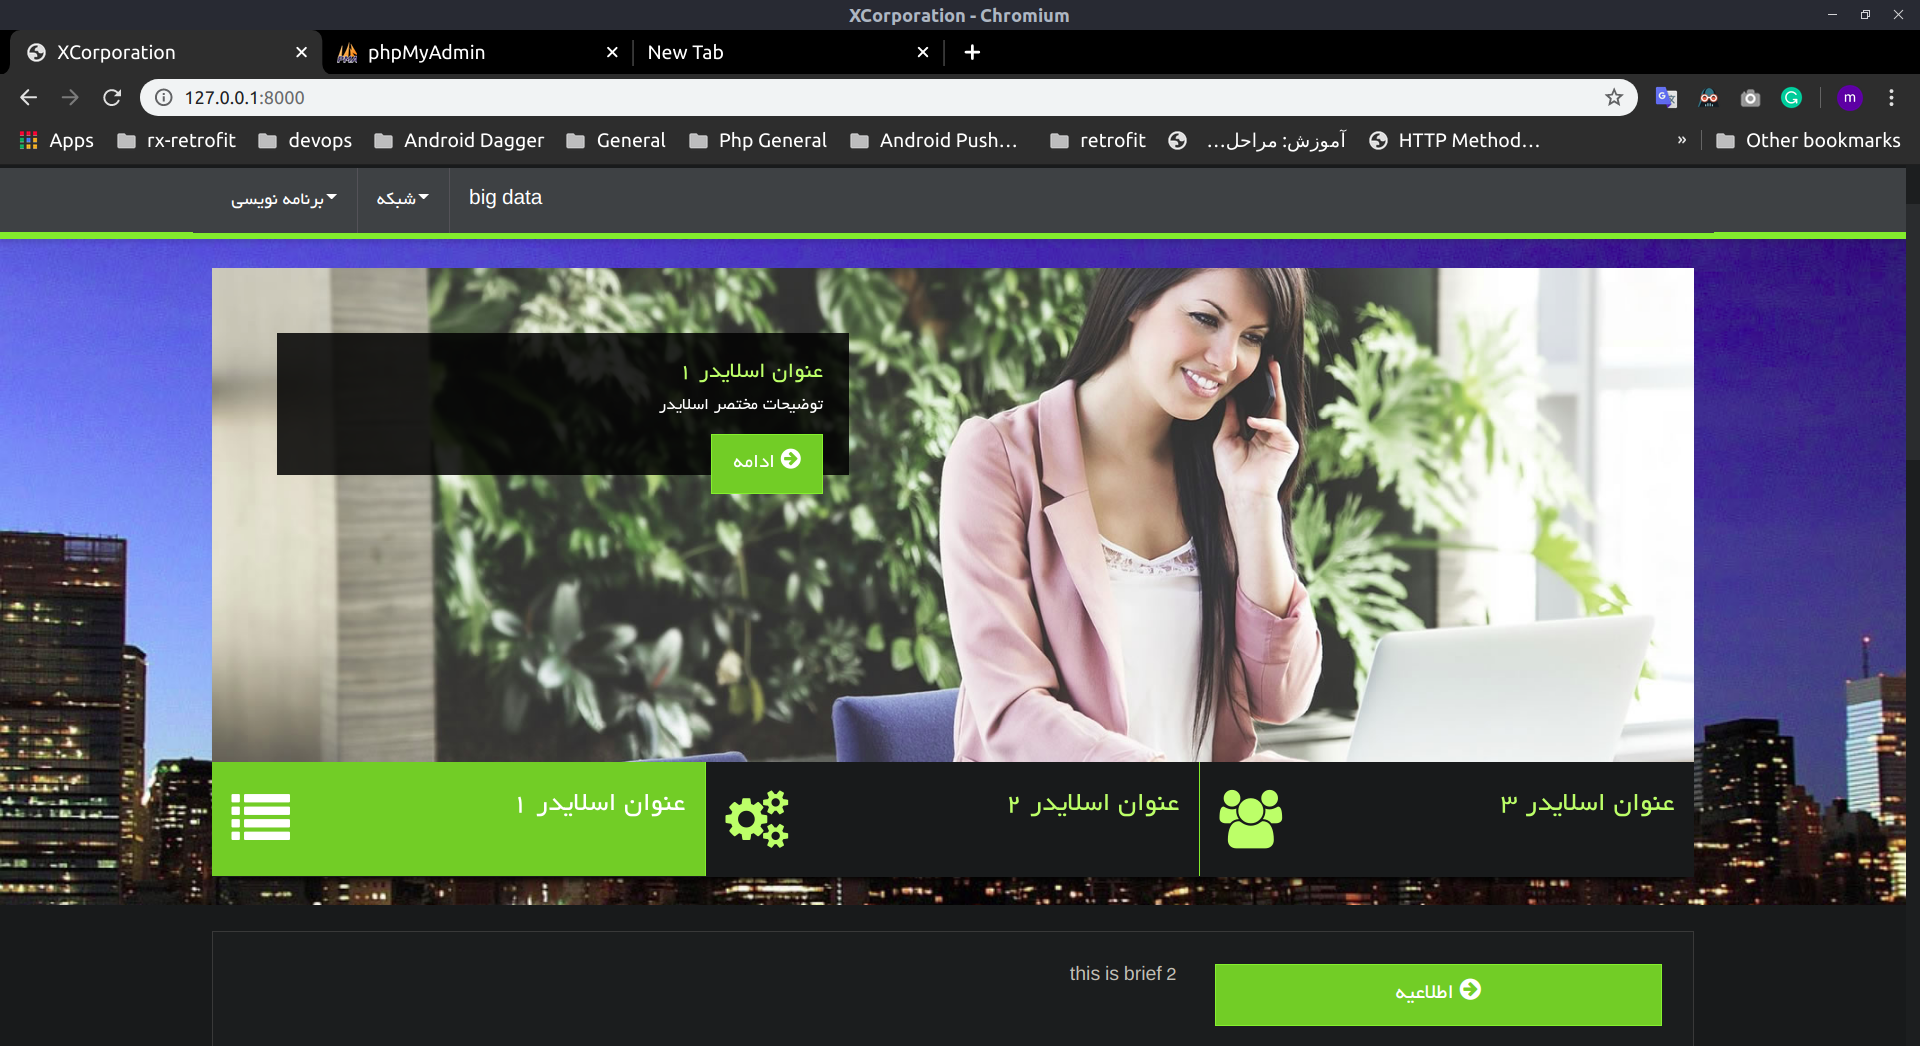 XCorporation - Chromium
XCorporation
phpMyAdmin
New Tab
127.0.0.1:8000
m
Apps
rx-retrofit
devops
Android Dagger
General
Php General
Android Push...
retrofit
آموزش: مراحل...
HTTP Method...
»
Other bookmarks
برنامه نویسی
شبکه
big data
عنوان اسلایدر ۱
توضیحات مختصر اسلایدر
ادامه
عنوان اسلایدر ۱
عنوان اسلایدر ۲
عنوان اسلایدر ۳
this is brief 2
اطلاعیه